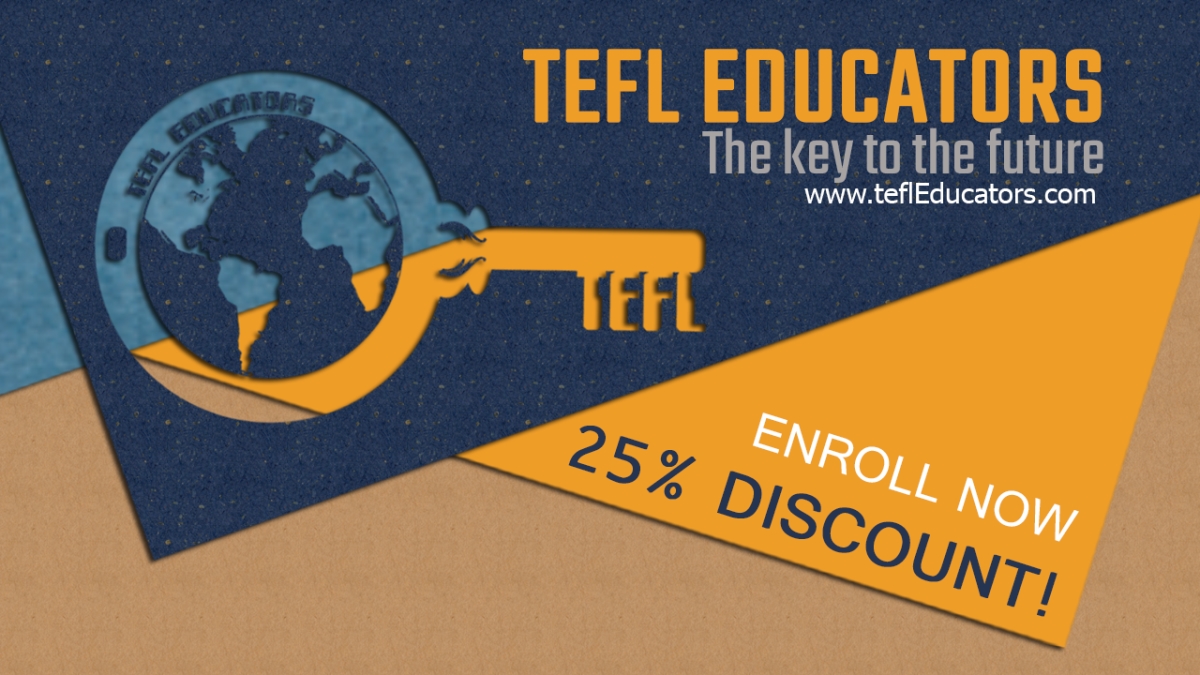 TEFL EDUCATORS
The key to the future
www.teflEducators.com
TEFL EDUCATORS
TEFL
ENROLL NOW
25% DISCOUNT!